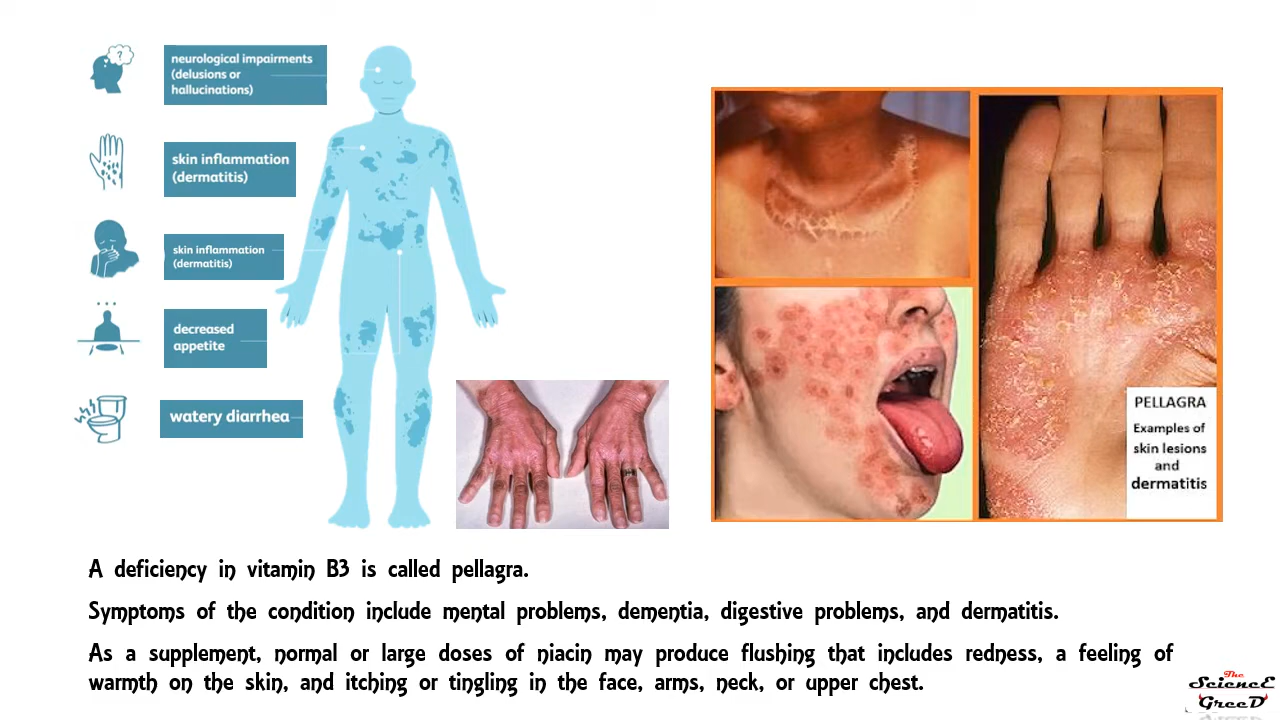 neurological impairments
(delusions or
hallucinations)
skin inflammation
(dermatitis)
skin inflammation
(dermatitis)
decreased
appetite
watery diarrhea
?
PELLAGRA
Examples of
skin lesions
and
dermatitis
A deficiency in vitamin B3 is called pellagra.
Symptoms of the condition include mental problems, dementia, digestive problems, and dermatitis.
As a supplement, normal or large doses of niacin may produce flushing that includes redness, a feeling of
warmth on the skin, and itching or tingling in the face, arms, neck, or upper chest.
The
SciencE
GreeD